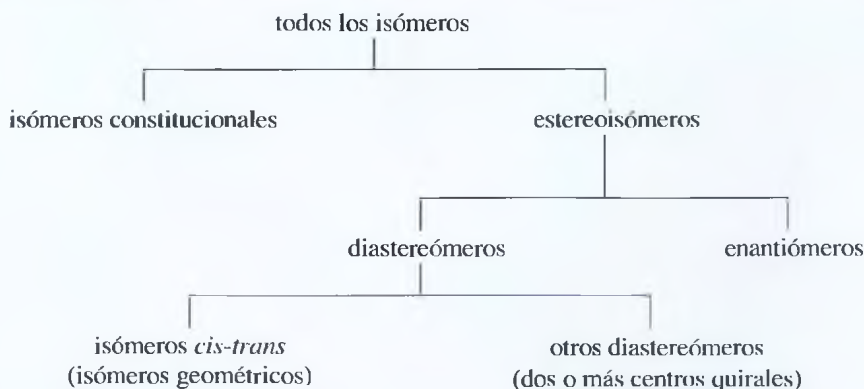 todos los isómeros
isómeros constitucionales
estereoisómeros
diastereómeros
enantiómeros
isómeros cis-trans
(isómeros geométricos)
otros diastereómeros
(dos o más centros quirales)